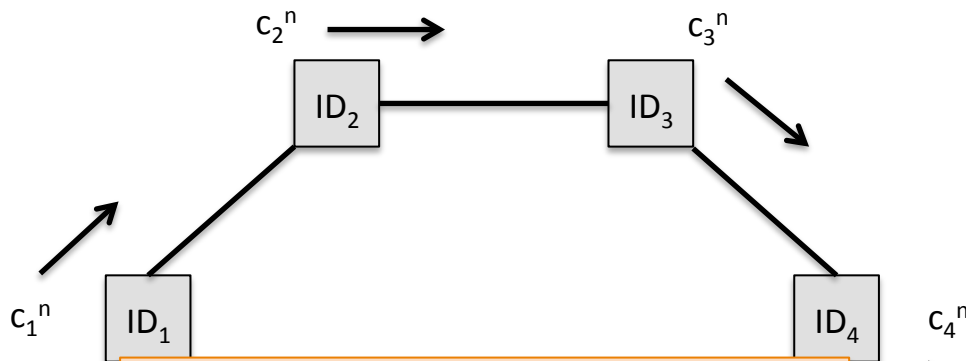 c₂ⁿ
c₃ⁿ
ID₂
ID₃
c₁ⁿ
ID₁
ID₄
c₄ⁿ